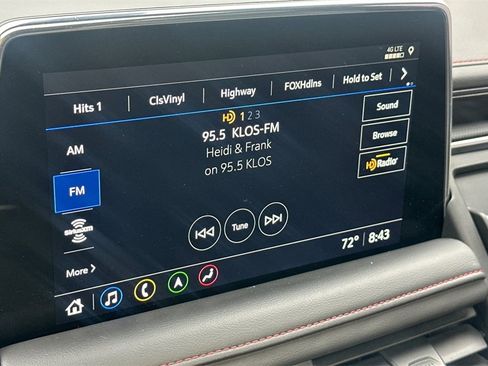 4G LTE
Hits 1 ClsVinyl Highway FOXHdlns Hold to Set
HD 1 2 3
Sound
95.5 KLOS-FM
AM
Heidi & Frank
Browse
on 95.5 KLOS
FM
HD Radio
SiriusXM
Tune
More
72° 8:43